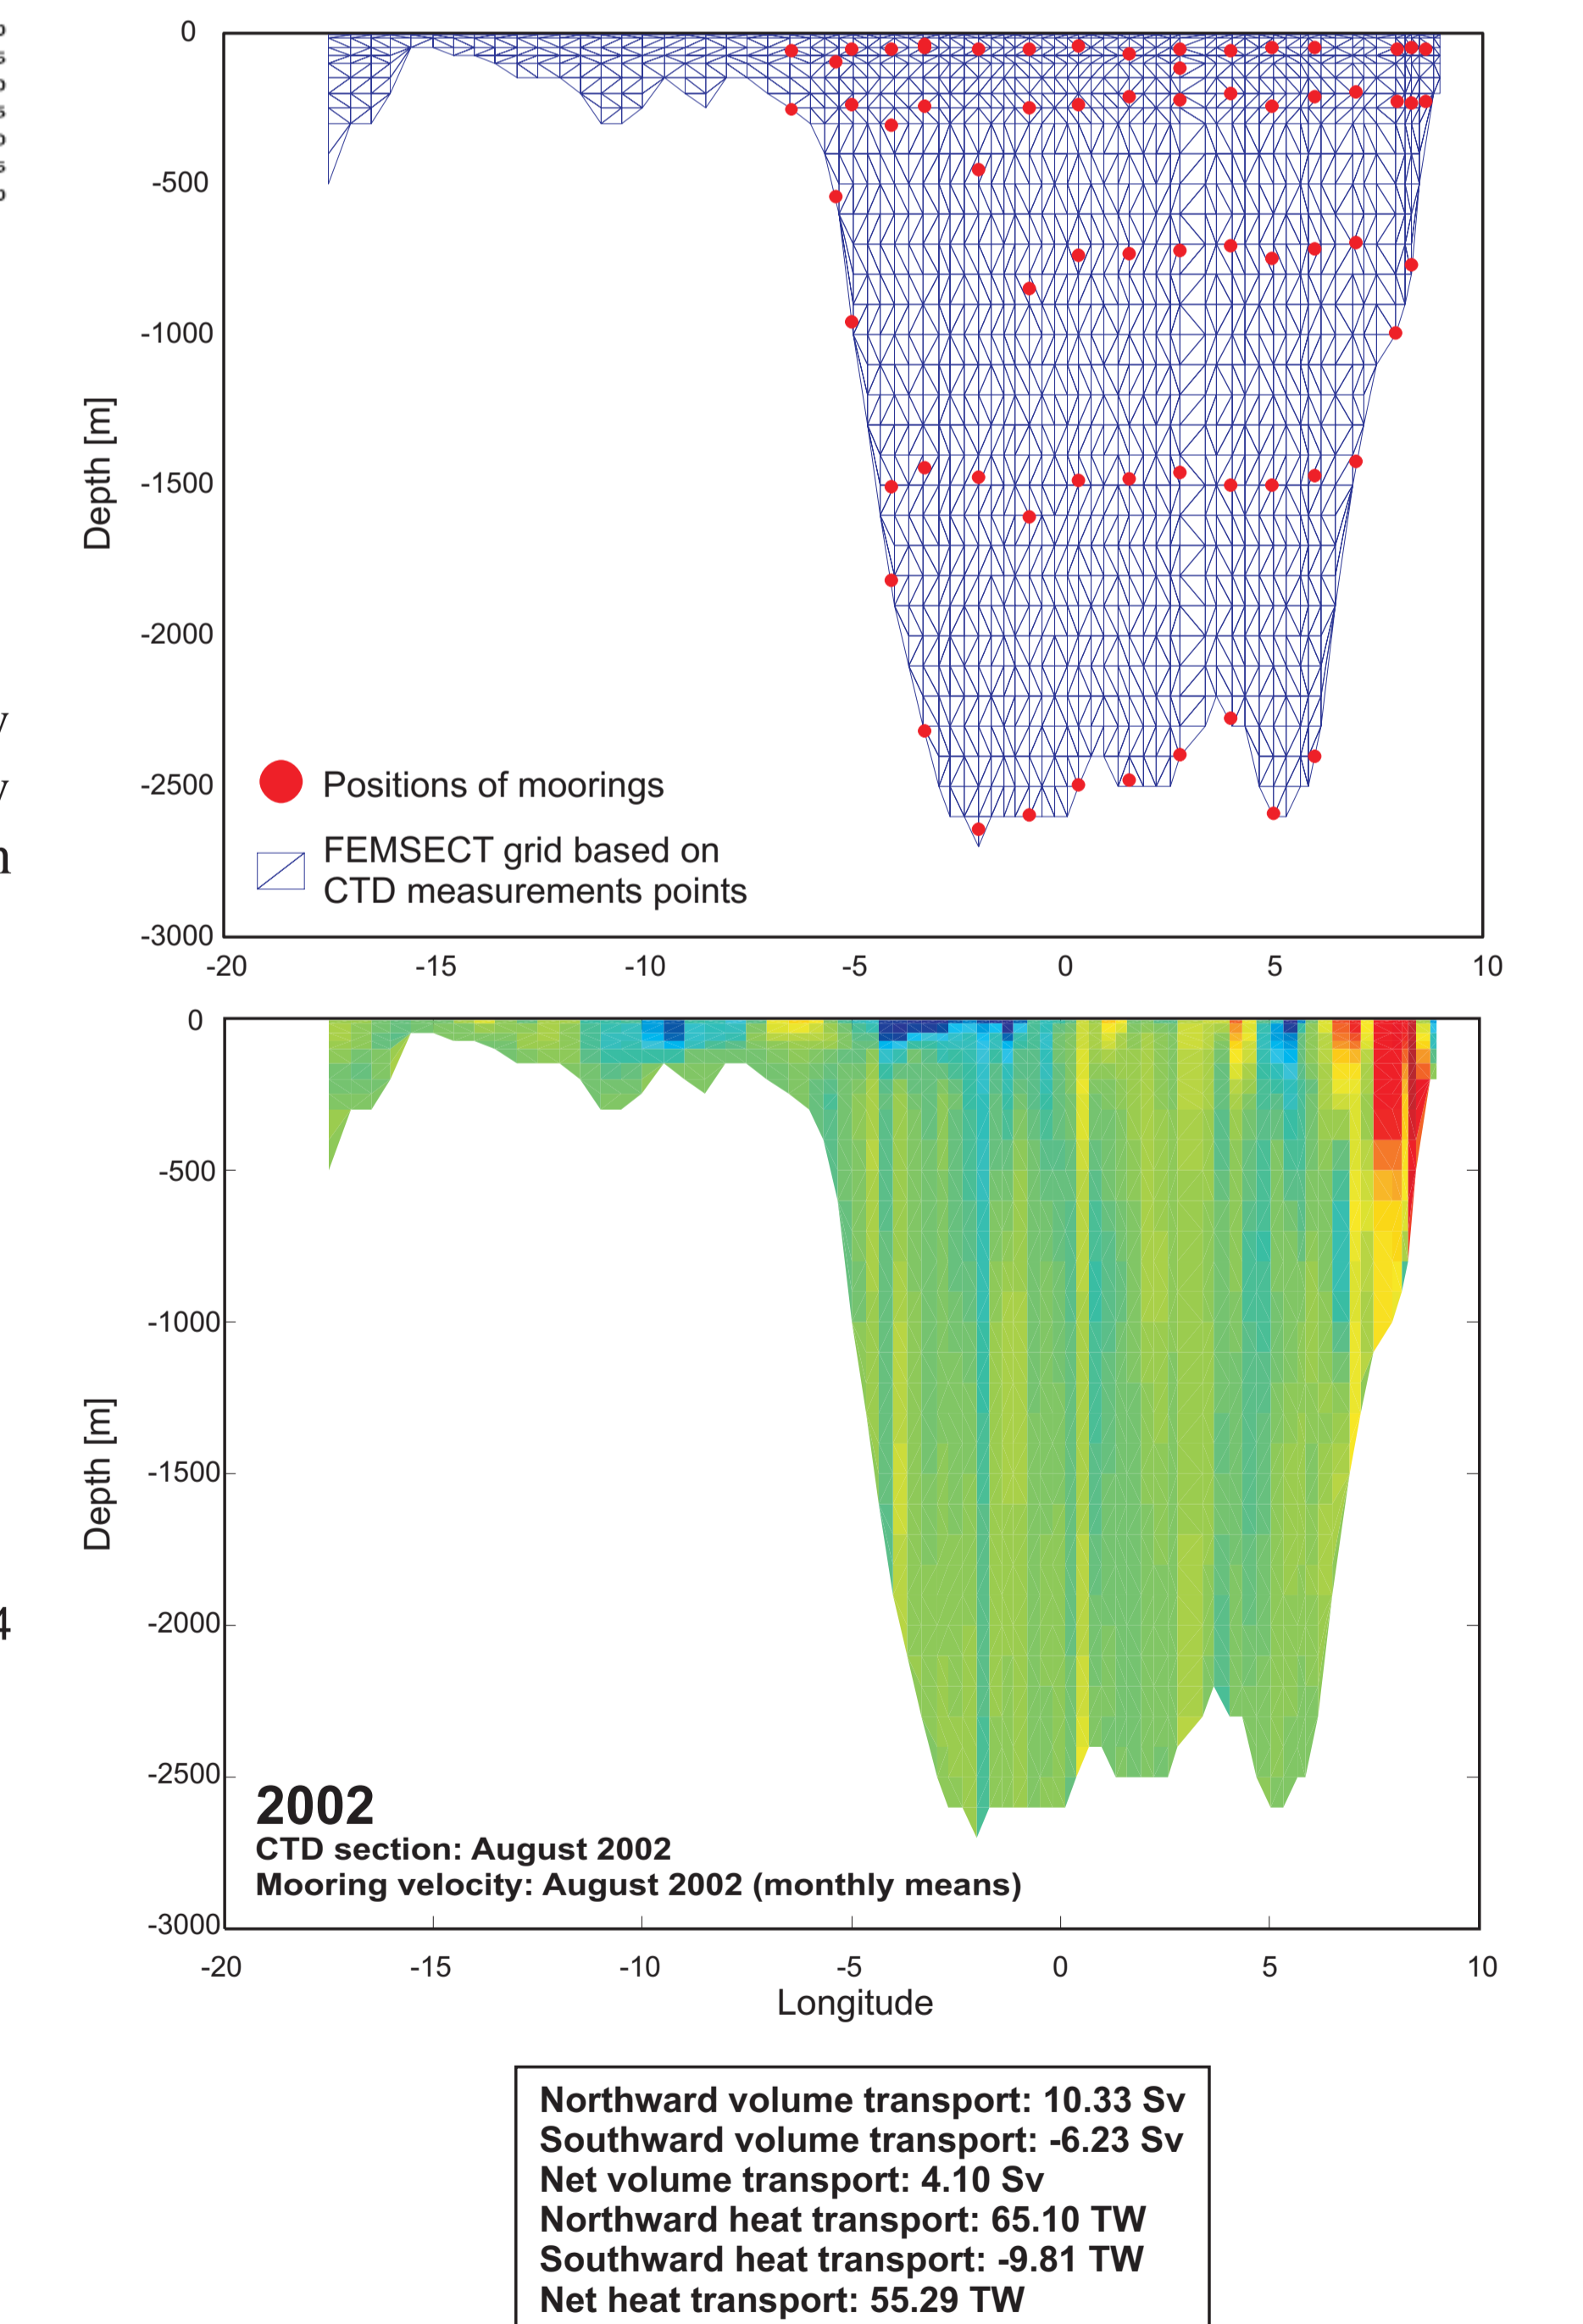 0
-500
-1000
-1500
-2000
-2500
-3000
Depth [m]
Positions of moorings
FEMSECT grid based on
CTD measurements points
-20 -15 -10 -5 0 5 10
0
-500
-1000
-1500
-2000
-2500
-3000
Depth [m]
2002
CTD section: August 2002
Mooring velocity: August 2002 (monthly means)
-20 -15 -10 -5 0 5 10
Longitude
Northward volume transport: 10.33 Sv
Southward volume transport: -6.23 Sv
Net volume transport: 4.10 Sv
Northward heat transport: 65.10 TW
Southward heat transport: -9.81 TW
Net heat transport: 55.29 TW